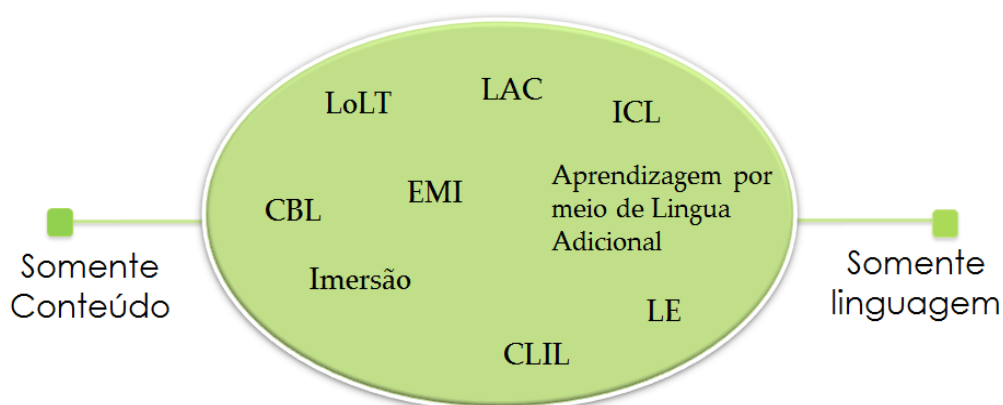 LoLT
LAC
ICL
CBL
EMI
Aprendizagem por
meio de Lingua
Adicional
Imersão
LE
CLIL
Somente
Conteúdo
Somente
linguagem